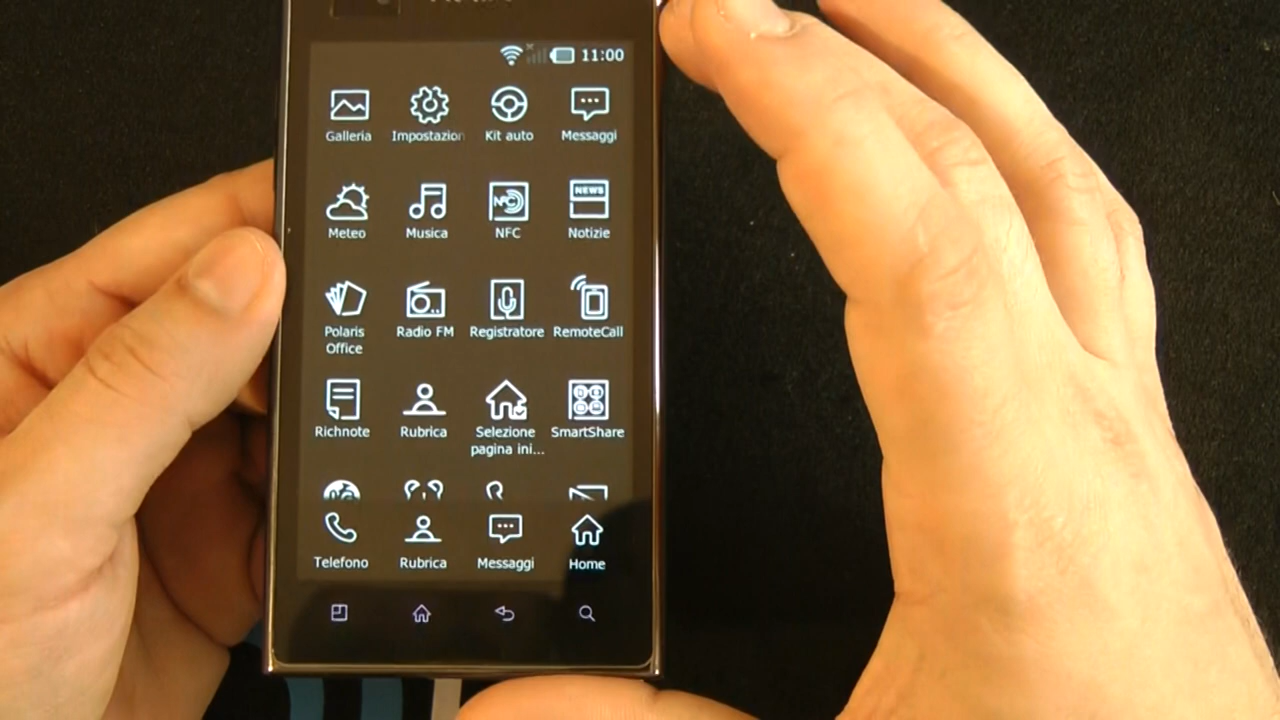 11:00
Galleria Impostazion Kit auto Messaggi
NEWS
NFC
Meteo Musica NFC Notizie
Polaris Radio FM Registratore RemoteCall
Office
Richnote Rubrica Selezione SmartShare
pagina ini...
Telefono Rubrica Messaggi Home